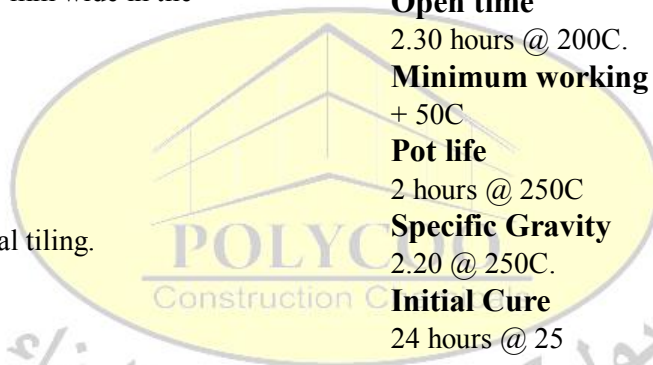 mm wide in the
al tiling.
Open time
2.30 hours @ 200C.
Minimum working
+ 50C
Pot life
2 hours @ 250C
Specific Gravity
2.20 @ 250C.
Initial Cure
24 hours @ 25
POLYCOO
Construction C